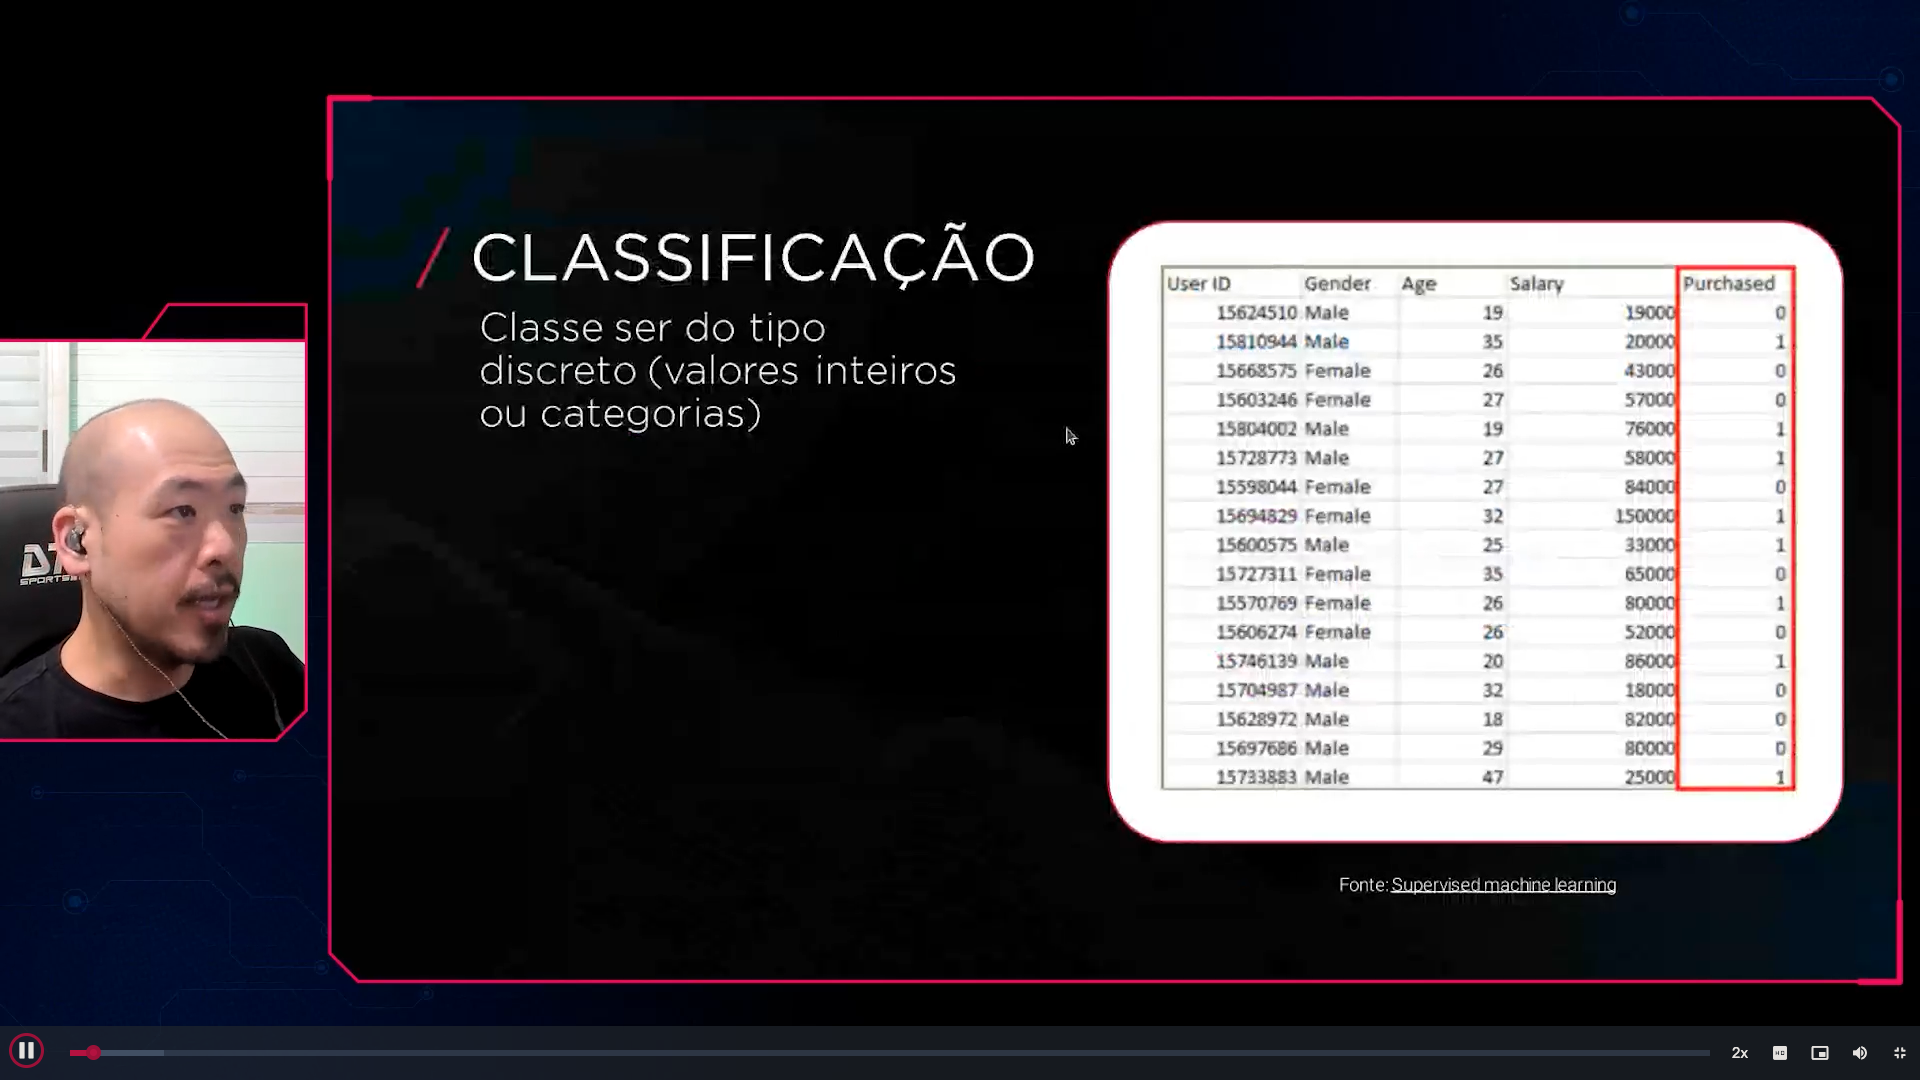 / CLASSIFICAÇÃO
Classe ser do tipo
discreto (valores inteiros
ou categorias)
User ID Gender Age Salary Purchased
15624510 Male 19 19000 0
15810944 Male 35 20000 1
15668575 Female 26 43000 0
15603246 Female 27 57000 0
15804002 Male 19 76000 1
15728773 Male 27 58000 1
15598044 Female 27 84000 0
15694829 Female 32 150000 1
15600575 Male 25 33000 1
15727311 Female 35 65000 0
15570769 Female 26 80000 1
15606274 Female 26 52000 0
15746139 Male 20 86000 1
15704987 Male 32 18000 0
15628972 Male 18 82000 0
15697686 Male 29 80000 0
15733883 Male 47 25000 1
Fonte: Supervised machine learning
2x
HD